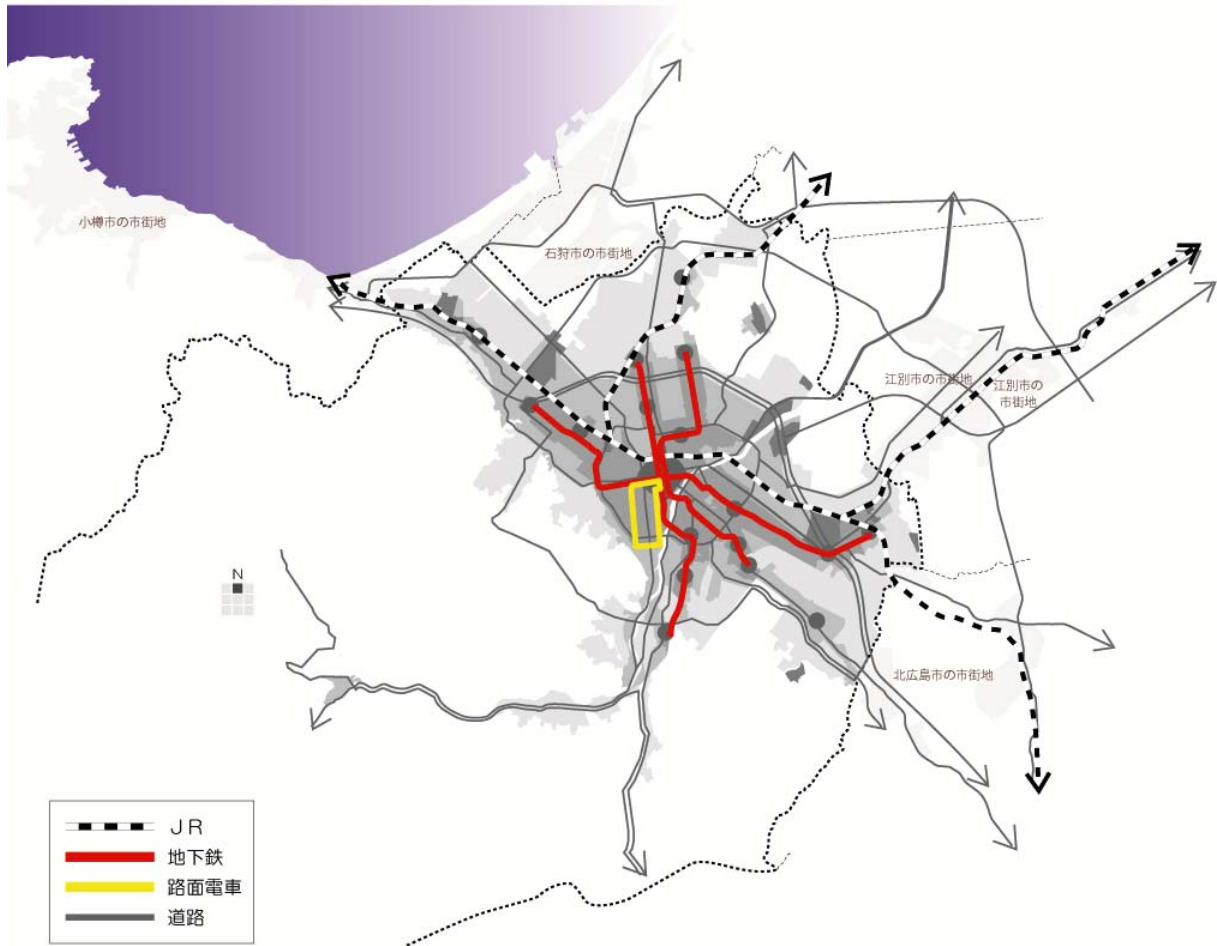 小樽市の市街地
石狩市の市街地
江別市の市街地
江別市の
市街地
N
北広島市の市街地
JR
地下鉄
路面電車
道路